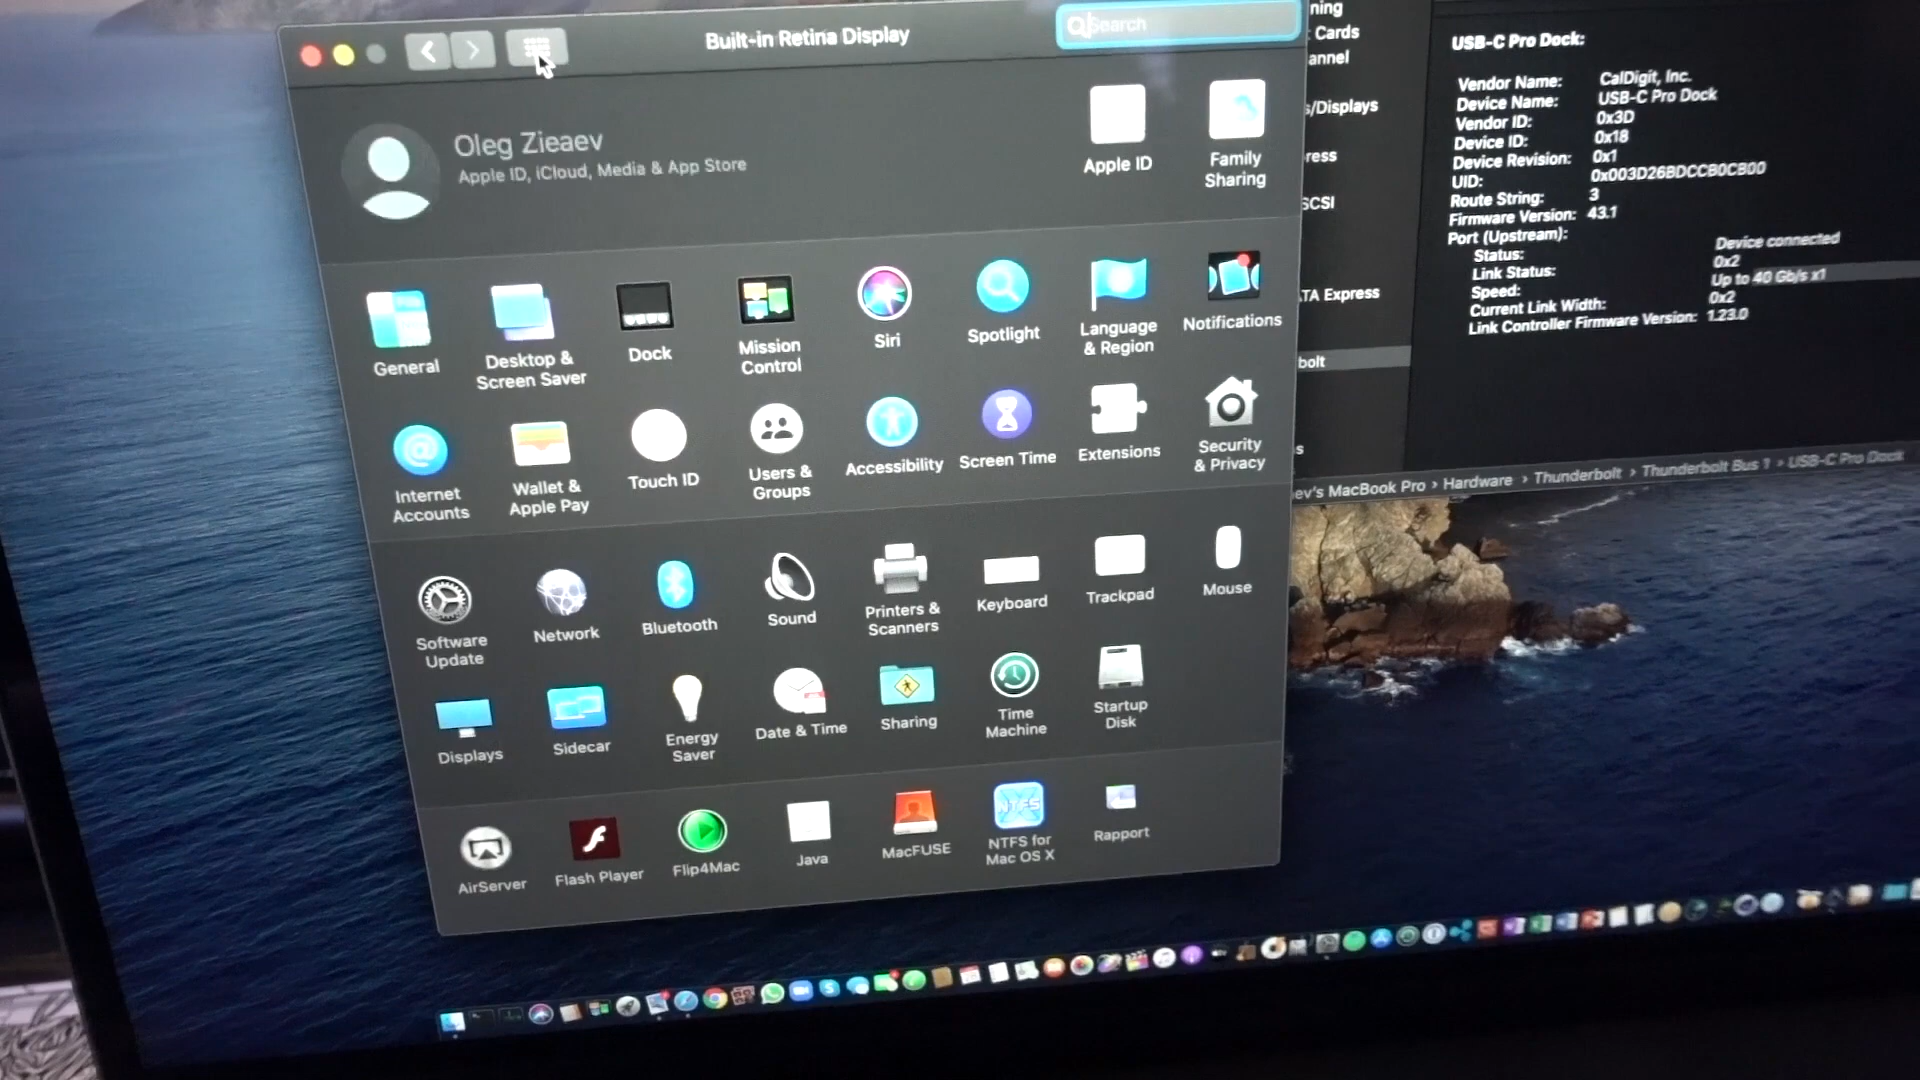 Built-in Retina Display
Search
Oleg Zieaev
Apple ID, iCloud, Media & App Store
Apple ID
Family
Sharing
General
Desktop &
Screen Saver
Dock
Mission
Control
Siri
Spotlight
Language
& Region
Notifications
Internet
Accounts
Wallet &
Apple Pay
Touch ID
Users &
Groups
Accessibility
Screen Time
Extensions
Security
& Privacy
Software
Update
Network
Bluetooth
Sound
Printers &
Scanners
Keyboard
Trackpad
Mouse
Displays
Sidecar
Energy
Saver
Date & Time
Sharing
Time
Machine
Startup
Disk
AirServer
Flash Player
Flip4Mac
Java
MacFUSE
NTFS
NTFS for
Mac OS X
Rapport
ning
Cards
annel
s/Displays
ress
SCSI
TA Express
bolt
s
USB-C Pro Dock:
Vendor Name: CalDigit, Inc.
Device Name: USB-C Pro Dock
Vendor ID: 0x3D
Device ID: 0x18
Device Revision: 0x1
UID: 0x003D26BDCCB0CB00
Route String: 3
Firmware Version: 43.1
Port (Upstream):
Status: Device connected
Link Status: 0x2
Speed: Up to 40 Gb/s x1
Current Link Width: 0x2
Link Controller Firmware Version: 1.23.0
ev's MacBook Pro › Hardware › Thunderbolt › Thunderbolt Bus 1 › USB-C Pro Dock